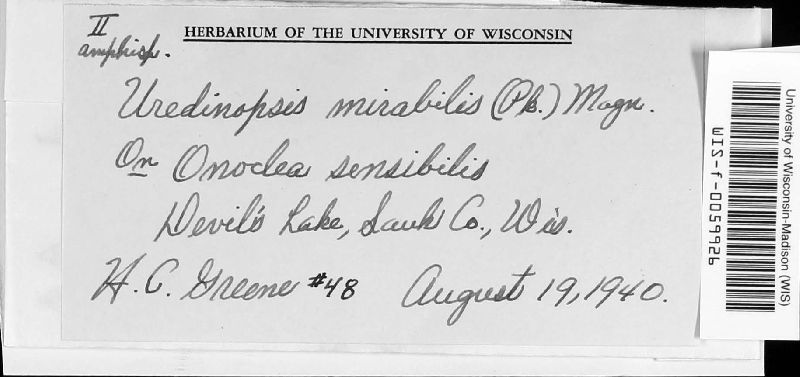 II
amphisp.
HERBARIUM OF THE UNIVERSITY OF WISCONSIN
Uredinopsis mirabilis (Pk.) Magn.
On Onoclea sensibilis
Devil's Lake, Sauk Co., Wis.
H. C. Greene #48 August 19, 1940.
University of Wisconsin-Madison (WIS)
WIS-f-0059926